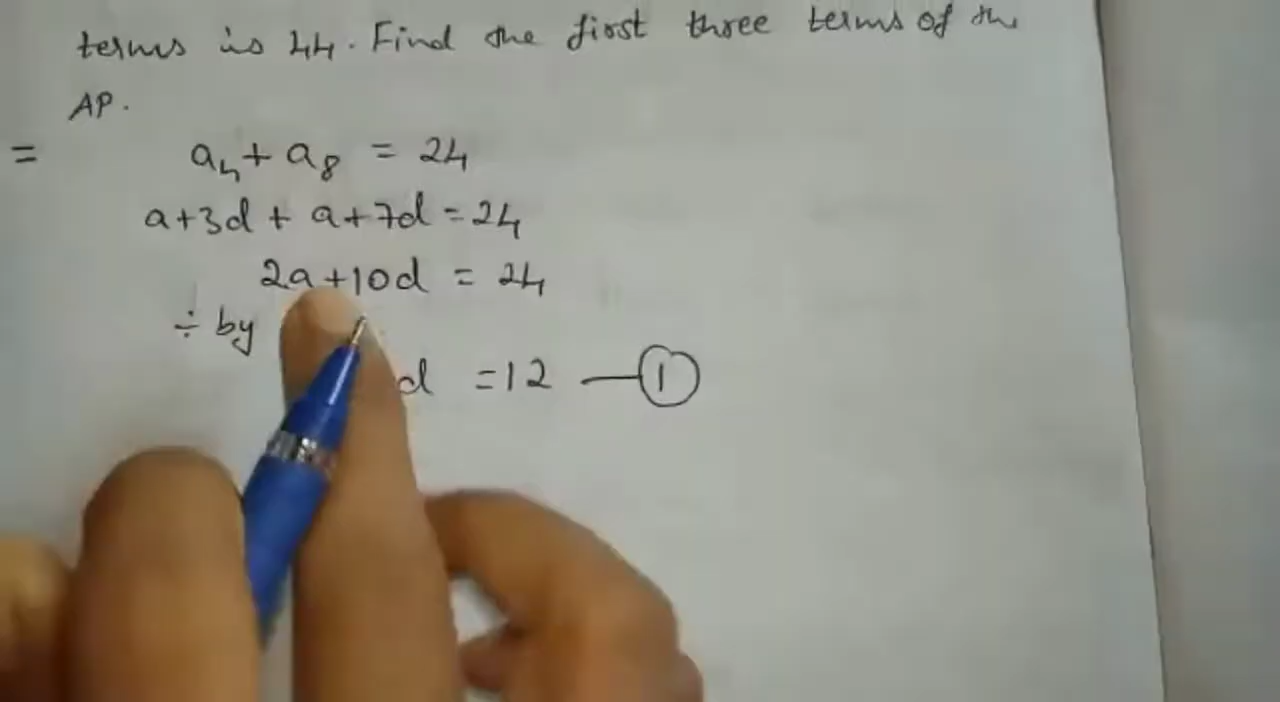 terms is 44. Find the first three terms of the
AP.
= a₄ + a₈ = 24
a+3d + a+7d = 24
2a+10d = 24
÷ by
d = 12 — ①